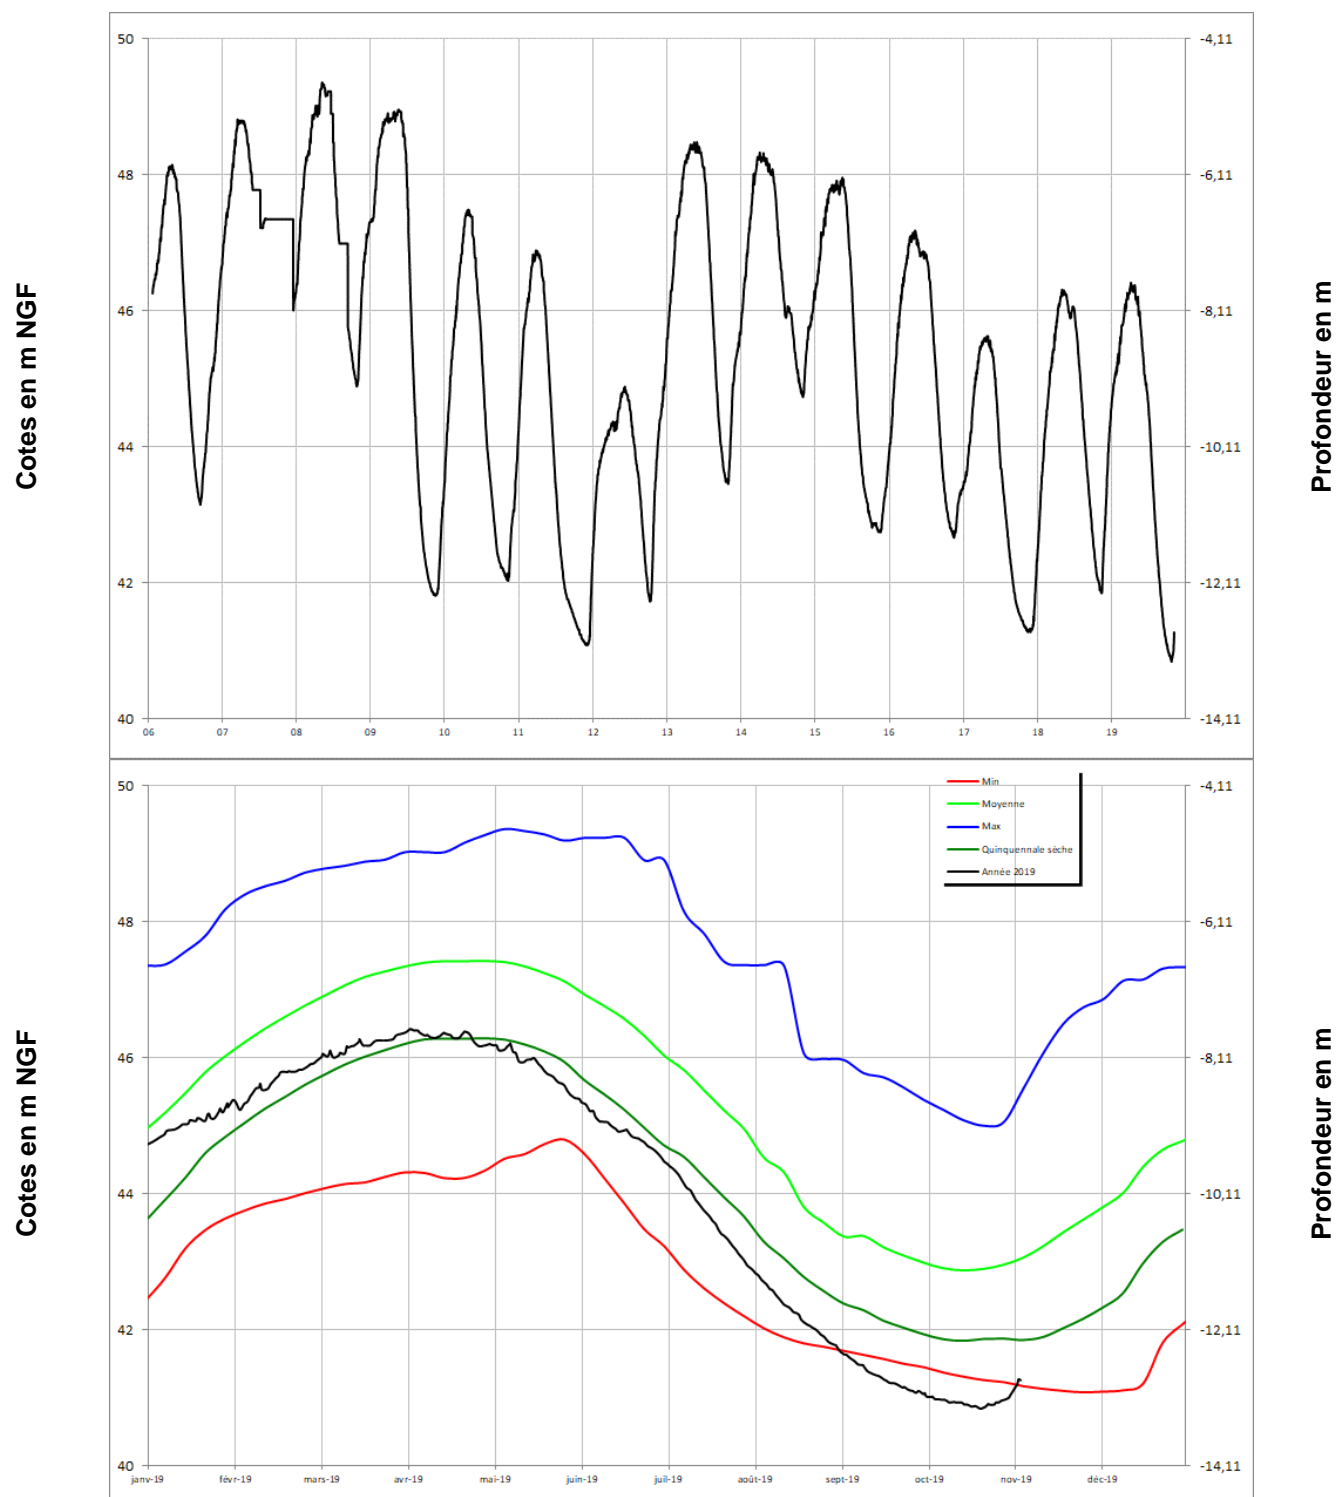 50
-4,11
48
-6,11
46
-8,11
44
-10,11
42
-12,11
40
-14,11
06 07 08 09 10 11 12 13 14 15 16 17 18 19
Cotes en m NGF
Profondeur en m
50
-4,11
Min
Moyenne
Max
Quinquennale sèche
Année 2019
48
-6,11
46
-8,11
44
-10,11
42
-12,11
40
-14,11
janv-19 févr-19 mars-19 avr-19 mai-19 juin-19 juil-19 août-19 sept-19 oct-19 nov-19 déc-19
Cotes en m NGF
Profondeur en m